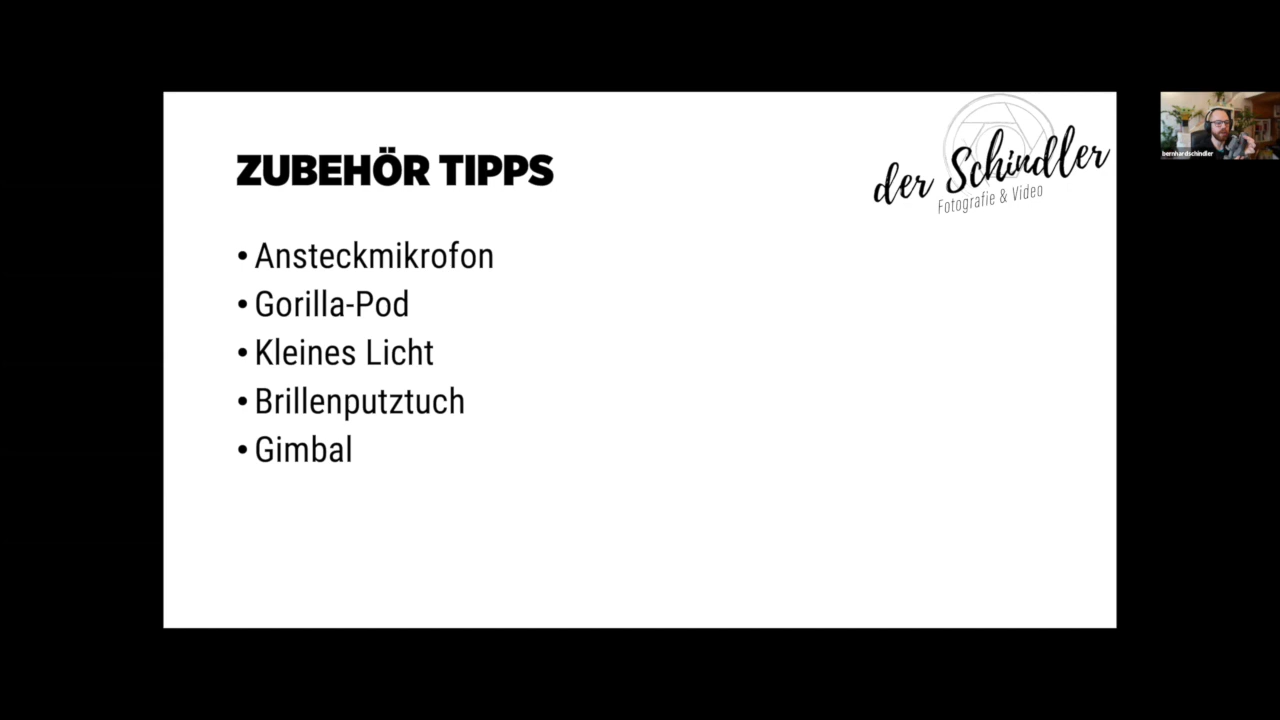 ZUBEHÖR TIPPS
der Schindler
Fotografie & Video
• Ansteckmikrofon
• Gorilla-Pod
• Kleines Licht
• Brillenputztuch
• Gimbal
bernhardschindler